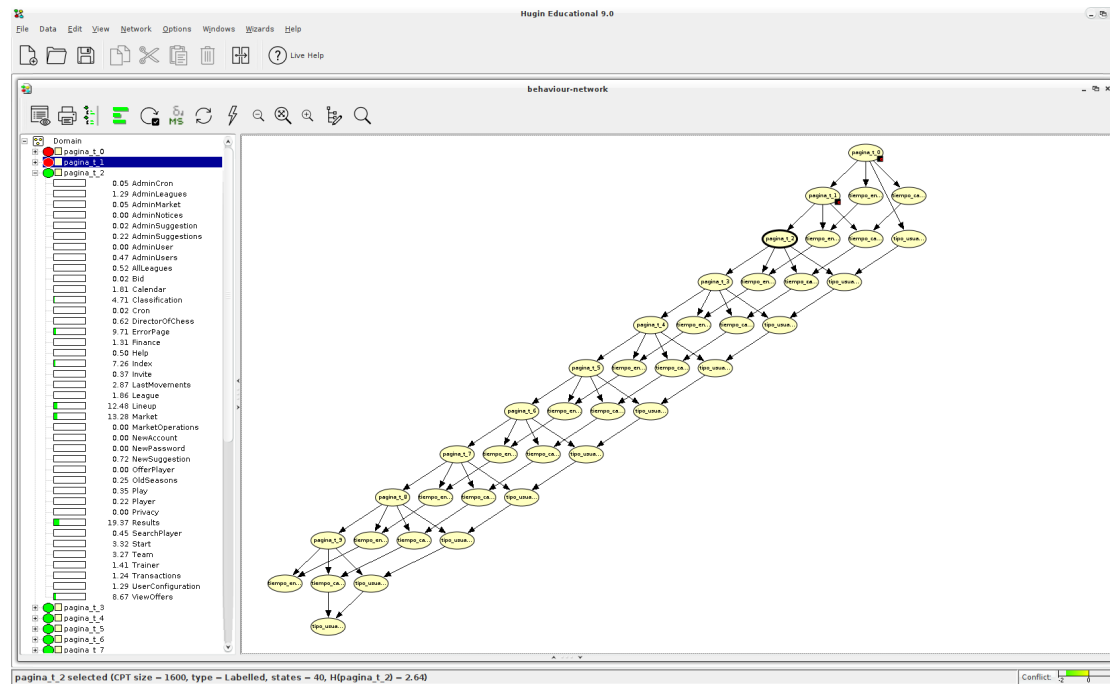 Hugin Educational 9.0
File Data Edit View Network Options Windows Wizards Help
Live Help
behaviour-network
δμ
MS
Domain
pagina_t_0
pagina_t_1
pagina_t_2
0.05 AdminCron
1.29 AdminLeagues
0.05 AdminMarket
0.00 AdminNotices
0.02 AdminSuggestion
0.22 AdminSuggestions
0.00 AdminUser
0.47 AdminUsers
0.52 AllLeagues
0.02 Bid
1.81 Calendar
4.71 Classification
0.02 Cron
0.62 DirectorOfChess
9.71 ErrorPage
1.31 Finance
0.50 Help
7.26 Index
0.37 Invite
2.87 LastMovements
1.86 League
12.48 Lineup
13.28 Market
0.00 MarketOperations
0.00 NewAccount
0.00 NewPassword
0.72 NewSuggestion
0.00 OfferPlayer
0.25 OldSeasons
0.35 Play
0.22 Player
0.00 Privacy
19.37 Results
0.45 SearchPlayer
3.32 Start
3.27 Team
1.41 Trainer
1.24 Transactions
1.29 UserConfiguration
8.67 ViewOffers
pagina_t_3
pagina_t_4
pagina_t_5
pagina_t_6
pagina_t_7
pagina_t_0
pagina_t_1 tiempo_en... tiempo_ca...
pagina_t_2 tiempo_en... tiempo_ca... tipo_usua...
pagina_t_3 tiempo_en... tiempo_ca... tipo_usua...
pagina_t_4 tiempo_en... tiempo_ca... tipo_usua...
pagina_t_5 tiempo_en... tiempo_ca... tipo_usua...
pagina_t_6 tiempo_en... tiempo_ca... tipo_usua...
pagina_t_7 tiempo_en... tiempo_ca... tipo_usua...
pagina_t_8 tiempo_en... tiempo_ca... tipo_usua...
pagina_t_9 tiempo_en... tiempo_ca... tipo_usua...
tiempo_en... tiempo_ca... tipo_usua...
tipo_usua...
pagina_t_2 selected (CPT size = 1600, type = Labelled, states = 40, H(pagina_t_2) = 2.64)
Conflict:
-2 0